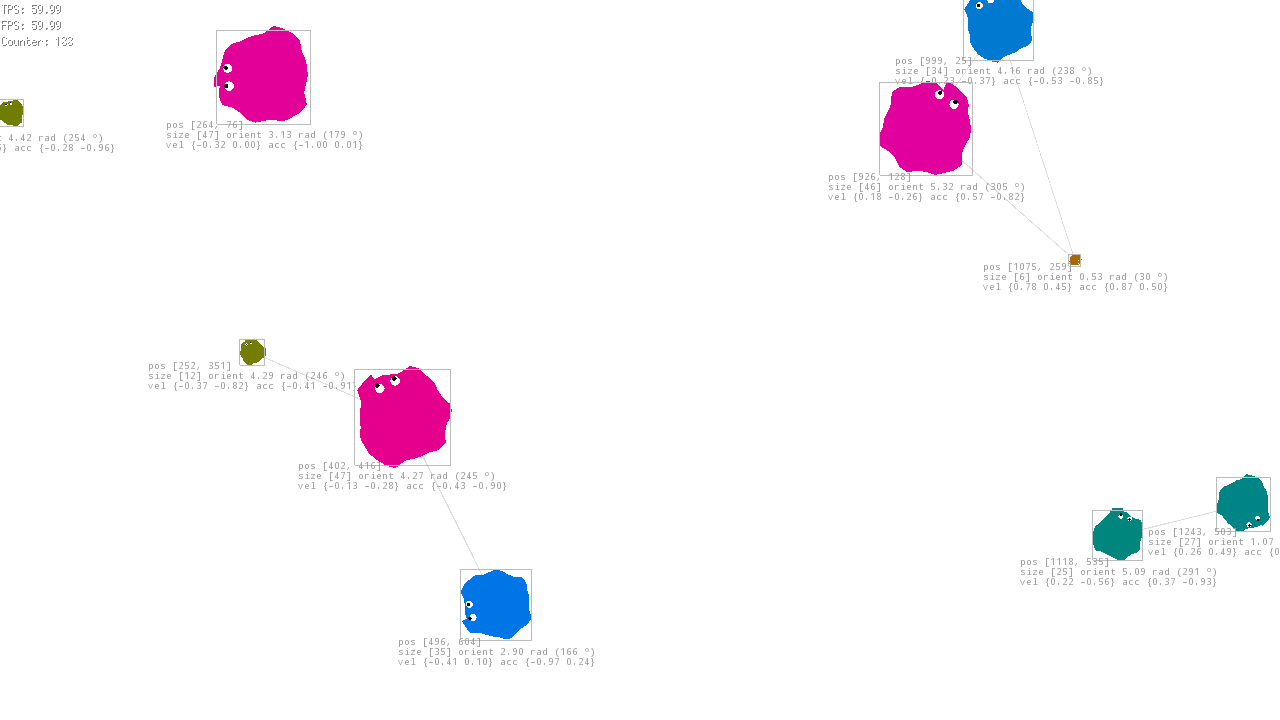 TPS: 59.99
FPS: 59.99
Counter: 133
4.42 rad (254 º)
acc {-0.28 -0.96}
pos [264, 76]
size [47] orient 3.13 rad (179 º)
vel {-0.32 0.00} acc {-1.00 0.01}
pos [999, 25]
size [34] orient 4.16 rad (238 º)
vel {-0.23 -0.37} acc {-0.53 -0.85}
pos [926, 128]
size [46] orient 5.32 rad (305 º)
vel {0.18 -0.26} acc {0.57 -0.82}
pos [1075, 259]
size [6] orient 0.53 rad (30 º)
vel {0.78 0.45} acc {0.87 0.50}
pos [252, 351]
size [12] orient 4.29 rad (246 º)
vel {-0.37 -0.82} acc {-0.41 -0.91}
pos [402, 416]
size [47] orient 4.27 rad (245 º)
vel {-0.13 -0.28} acc {-0.43 -0.90}
pos [1243, 503]
size [27] orient 1.07
vel {0.26 0.49} acc {0
pos [1118, 535]
size [25] orient 5.09 rad (291 º)
vel {0.22 -0.56} acc {0.37 -0.93}
pos [496, 604]
size [35] orient 2.90 rad (166 º)
vel {-0.41 0.10} acc {-0.97 0.24}